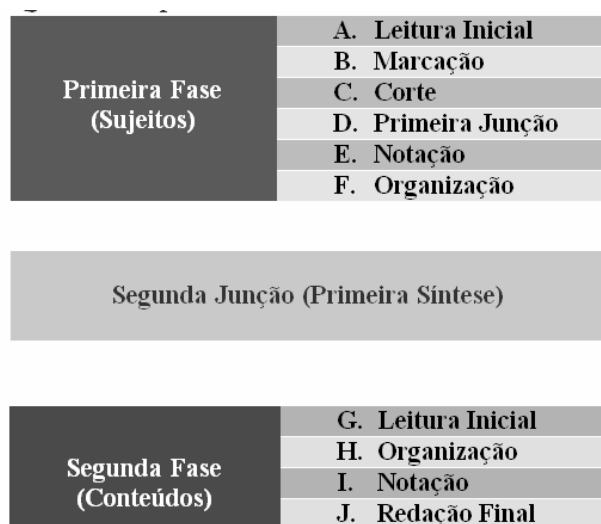 A. Leitura Inicial
B. Marcação
Primeira Fase
(Sujeitos)
C. Corte
D. Primeira Junção
E. Notação
F. Organização
Segunda Junção (Primeira Síntese)
G. Leitura Inicial
H. Organização
Segunda Fase
(Conteúdos)
I. Notação
J. Redação Final